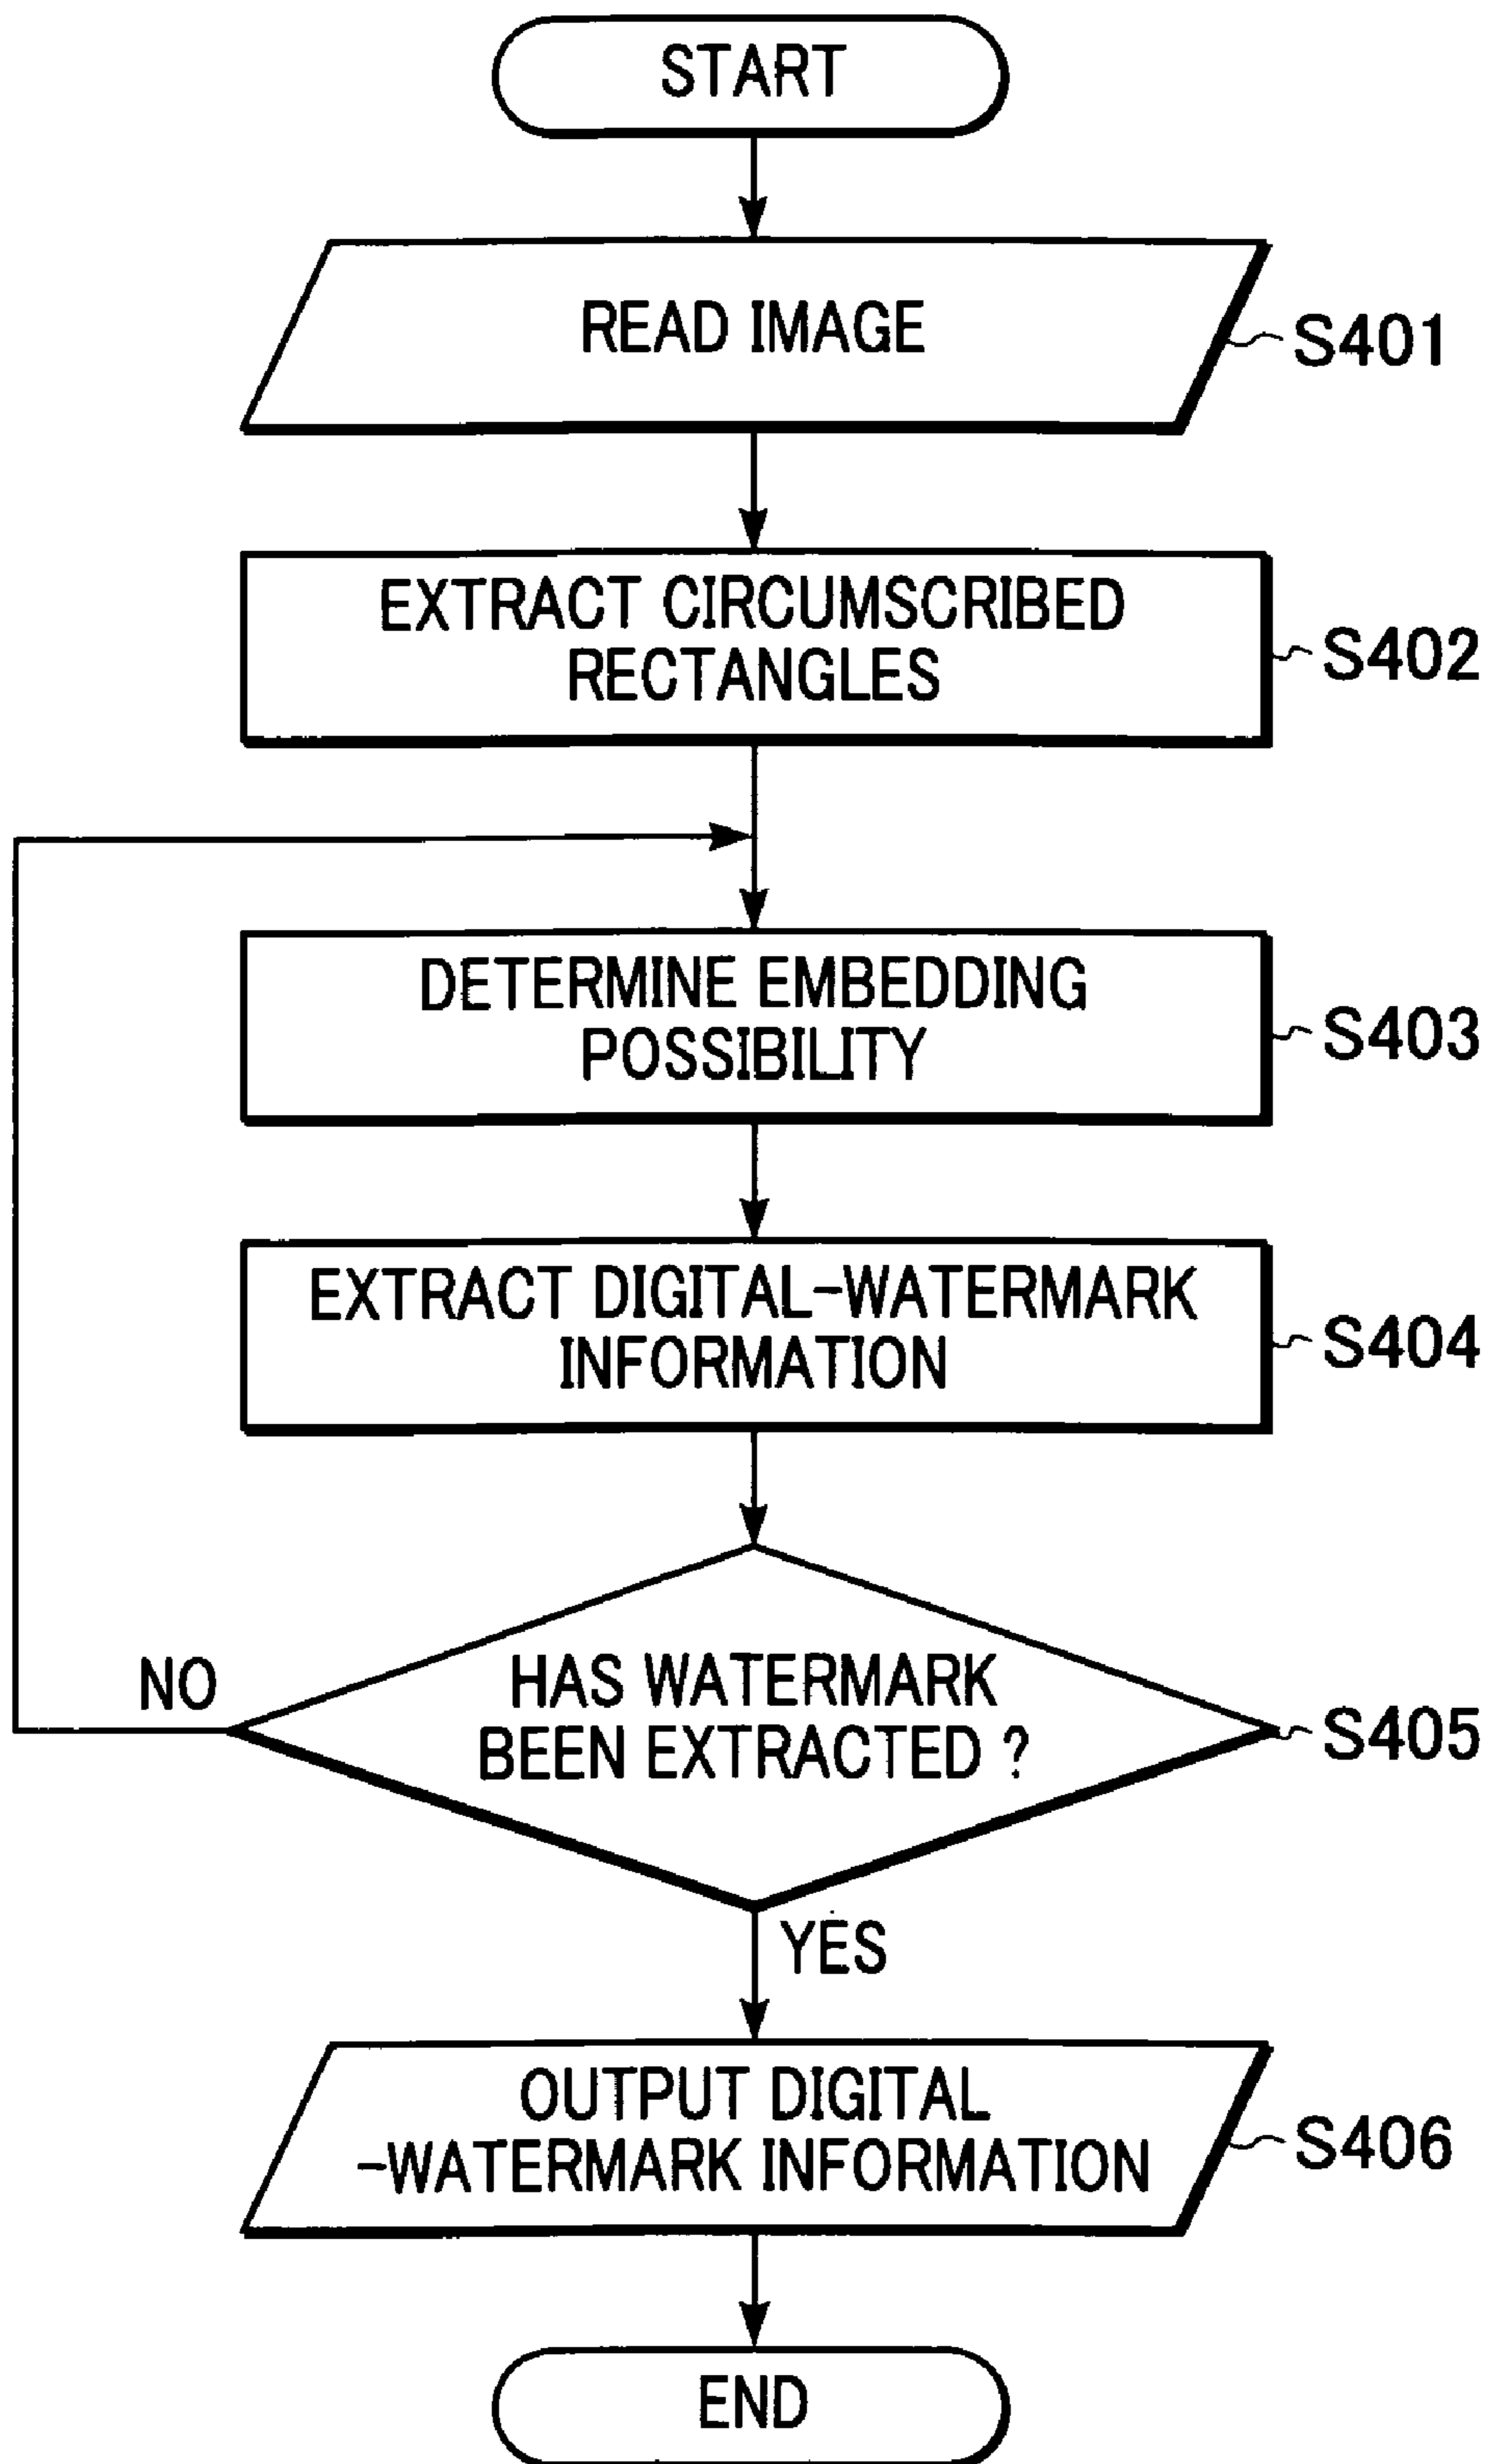 START
READ IMAGE
S401
EXTRACT CIRCUMSCRIBED
RECTANGLES
S402
DETERMINE EMBEDDING
POSSIBILITY
S403
EXTRACT DIGITAL-WATERMARK
INFORMATION
S404
HAS WATERMARK
BEEN EXTRACTED ?
S405
NO
YES
OUTPUT DIGITAL
-WATERMARK INFORMATION
S406
END